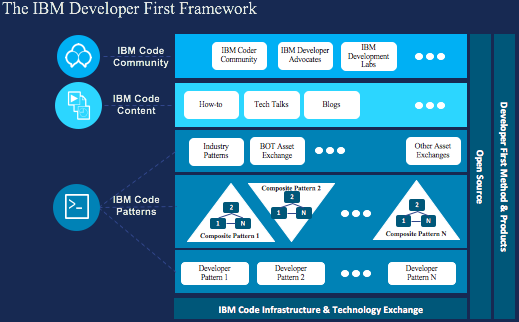 The IBM Developer First Framework
IBM Code
Community
IBM Coder
Community
IBM Developer
Advocates
IBM
Development
Labs
IBM Code
Content
How-to
Tech Talks
Blogs
Industry
Patterns
BOT Asset
Exchange
Other Asset
Exchanges
IBM Code
Patterns
2
1
N
Composite Pattern 1
Composite Pattern 2
2
1
N
2
1
N
Composite Pattern N
Developer
Pattern 1
Developer
Pattern 2
Developer
Pattern N
IBM Code Infrastructure & Technology Exchange
Open Source
Developer First Method & Products